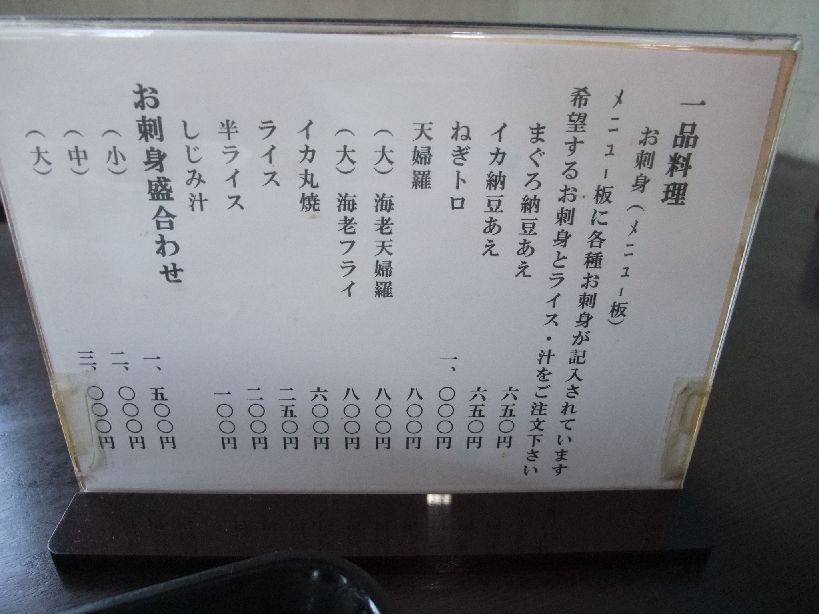 一品料理
お刺身（メニュー板）
メニュー板に各種お刺身が記入されています
希望するお刺身とライス・汁をご注文下さい
まぐろ納豆あえ 六五〇円
イカ納豆あえ 六五〇円
ねぎトロ 一、〇〇〇円
天婦羅 八〇〇円
（大）海老天婦羅 八〇〇円
（大）海老フライ 八〇〇円
イカ丸焼 六〇〇円
ライス 二五〇円
半ライス 二〇〇円
しじみ汁 一〇〇円
お刺身盛合わせ
（小） 一、五〇〇円
（中） 二、〇〇〇円
（大） 三、〇〇〇円